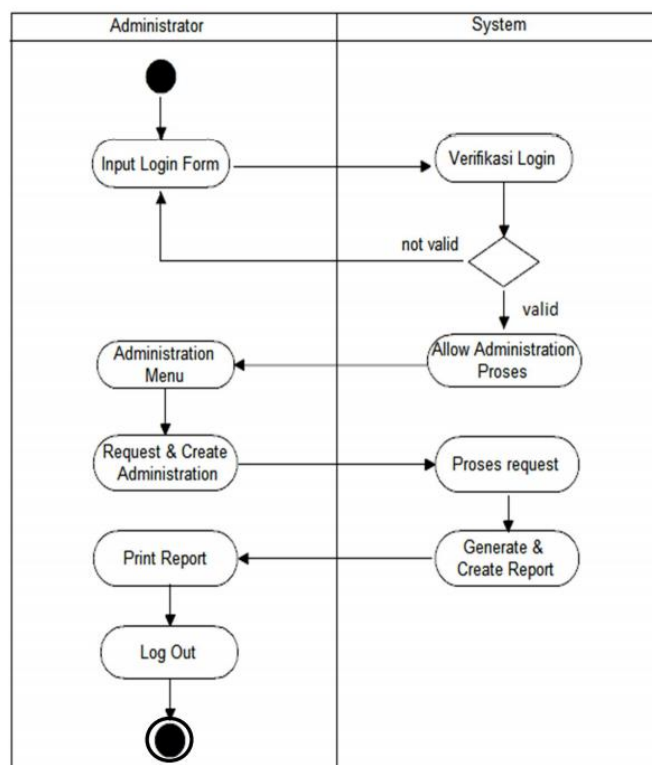 Administrator
System
Input Login Form
Verifikasi Login
not valid
valid
Allow Administration
Proses
Administration
Menu
Request & Create
Administration
Proses request
Generate &
Create Report
Print Report
Log Out